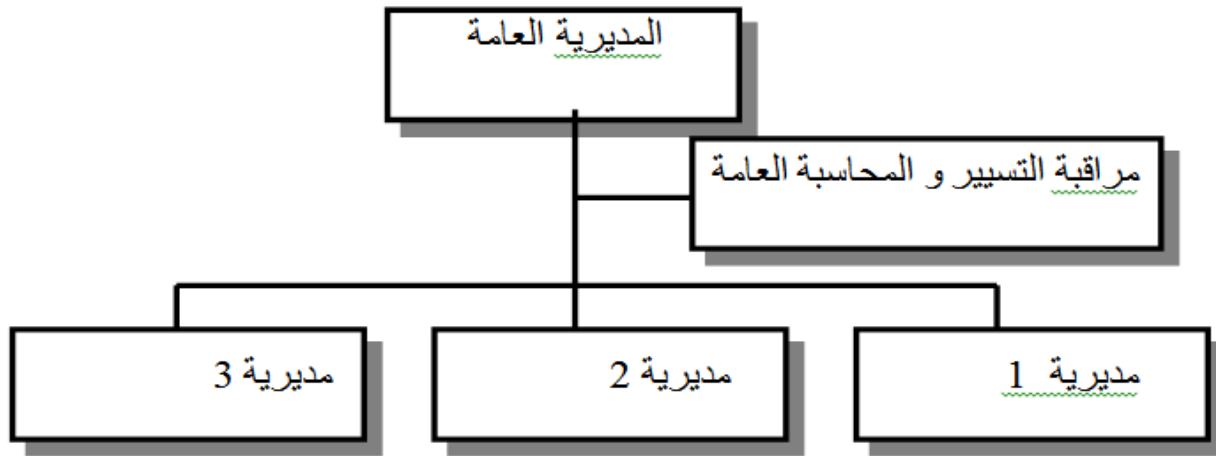 المديرية العامة
مراقبة التسيير و المحاسبة العامة
مديرية 1
مديرية 2
مديرية 3